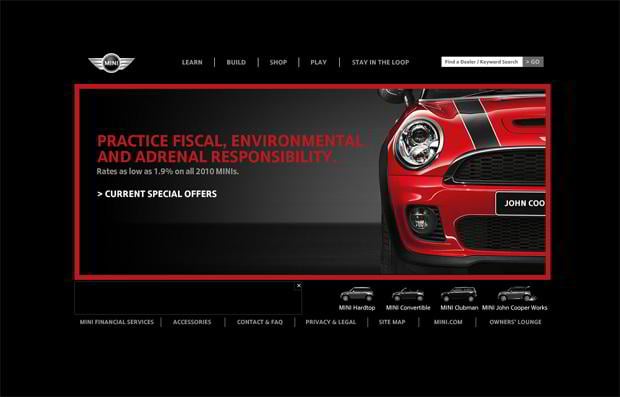 MINI
LEARN
BUILD
SHOP
PLAY
STAY IN THE LOOP
Find a Dealer / Keyward Search
> GO
PRACTICE FISCAL, ENVIRONMENTAL
AND ADRENAL RESPONSIBILITY.
Rates as low as 1.9% on all 2010 MINIs.
> CURRENT SPECIAL OFFERS
JOHN COO
MINI Hardtop
MINI Convertible
MINI Clubman
MINI John Cooper Works
MINI FINANCIAL SERVICES
ACCESSORIES
CONTACT & FAQ
PRIVACY & LEGAL
SITE MAP
MINI.COM
OWNERS' LOUNGE